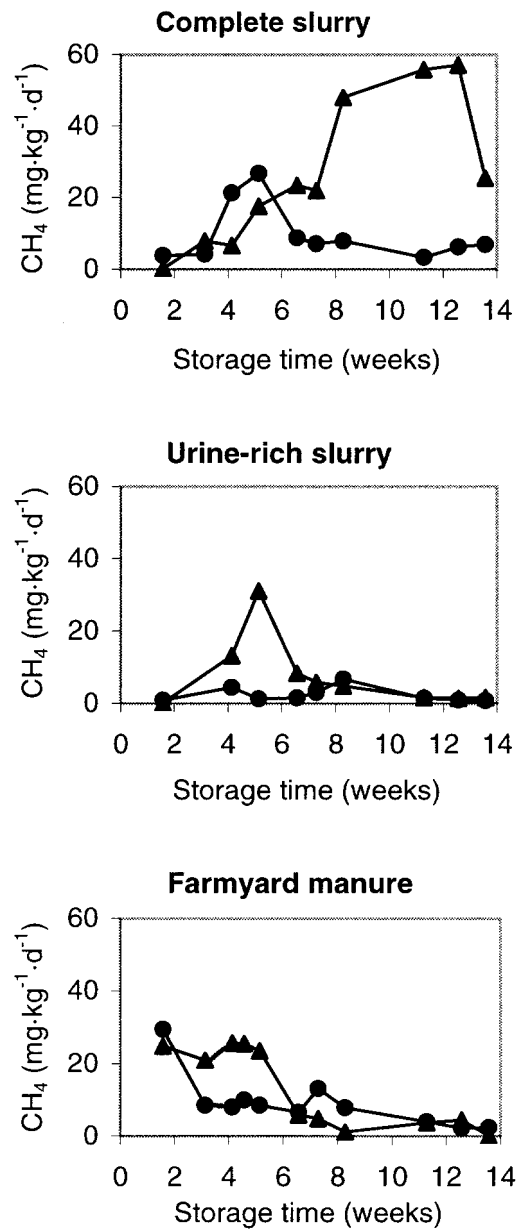 Complete slurry
60
40
20
0
CH₄ (mg·kg⁻¹·d⁻¹)
0 2 4 6 8 10 12 14
Storage time (weeks)
Urine-rich slurry
60
40
20
0
CH₄ (mg·kg⁻¹·d⁻¹)
0 2 4 6 8 10 12 14
Storage time (weeks)
Farmyard manure
60
40
20
0
CH₄ (mg·kg⁻¹·d⁻¹)
0 2 4 6 8 10 12 14
Storage time (weeks)